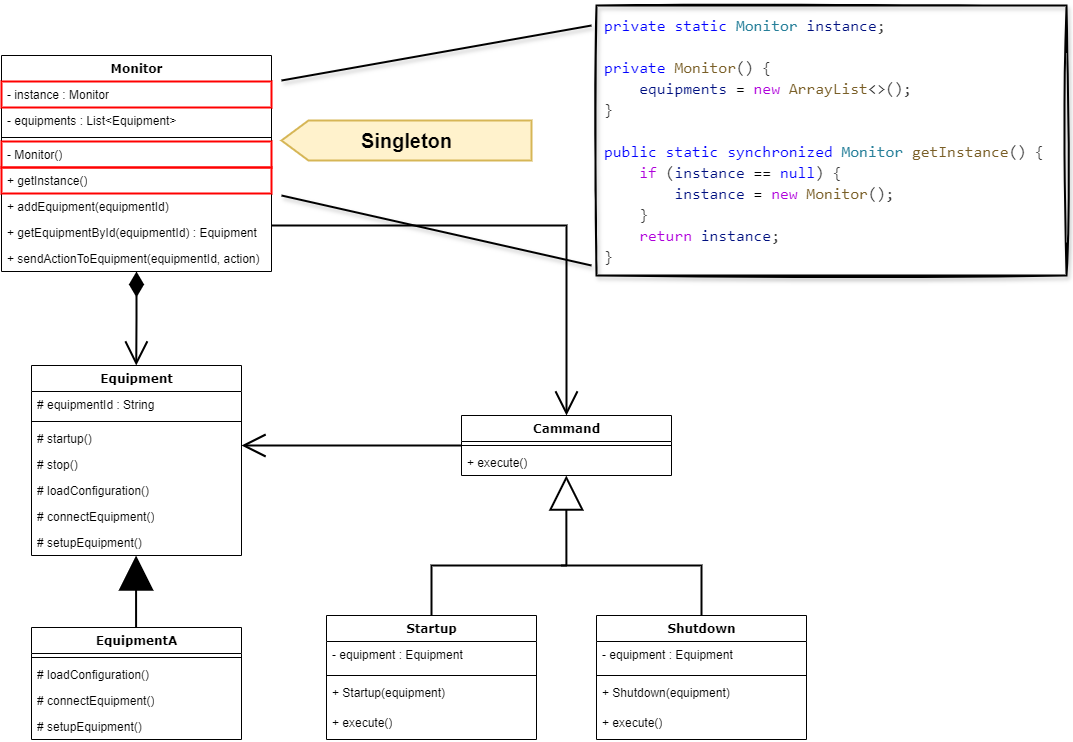 Monitor
- instance : Monitor
- equipments : List<Equipment>
- Monitor()
+ getInstance()
+ addEquipment(equipmentId)
+ getEquipmentById(equipmentId) : Equipment
+ sendActionToEquipment(equipmentId, action)
Singleton
private static Monitor instance;
private Monitor() {
equipments = new ArrayList<>();
}
public static synchronized Monitor getInstance() {
if (instance == null) {
instance = new Monitor();
}
return instance;
}
Equipment
# equipmentId : String
# startup()
# stop()
# loadConfiguration()
# connectEquipment()
# setupEquipment()
Cammand
+ execute()
EquipmentA
# loadConfiguration()
# connectEquipment()
# setupEquipment()
Startup
- equipment : Equipment
+ Startup(equipment)
+ execute()
Shutdown
- equipment : Equipment
+ Shutdown(equipment)
+ execute()